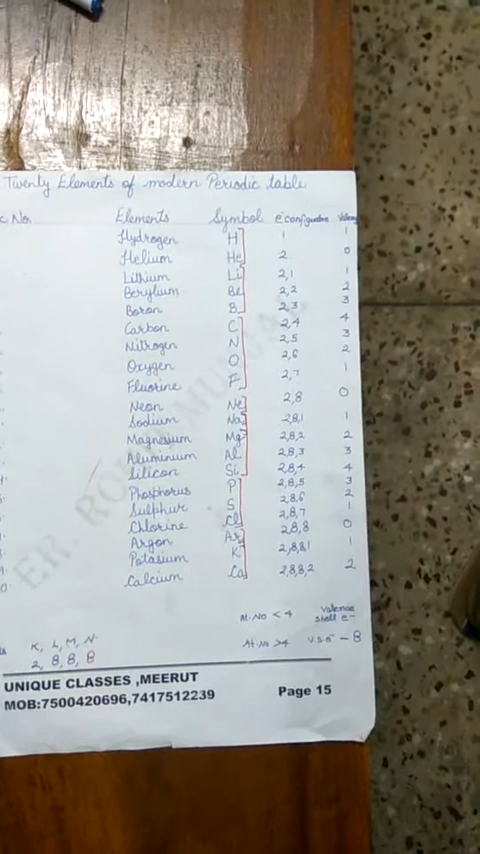 Twenty Elements of modern Periodic table
No. Elements Symbol e⁻configuration Valency
Hydrogen H 1 1
Helium He 2 0
Lithium Li 2,1 1
Berylium Be 2,2 2
Boron B 2,3 3
Carbon C 2,4 4
Nitrogen N 2,5 3
Oxygen O 2,6 2
Fluorine F 2,7 1
Neon Ne 2,8 0
Sodium Na 2,8,1 1
Magnesium Mg 2,8,2 2
Aluminium Al 2,8,3 3
Silicon Si 2,8,4 4
Phosphorus P 2,8,5 3
Sulphur S 2,8,6 2
Chlorine Cl 2,8,7 1
Argon Ar 2,8,8 0
Potasium K 2,8,8,1 1
Calcium Ca 2,8,8,2 2
At.No < 4 Valence shell e⁻
K, L, M, N At.No >4 V.S.e⁻ – 8
2, 8, 8, 8
UNIQUE CLASSES ,MEERUT
MOB:7500420696,7417512239 Page 15